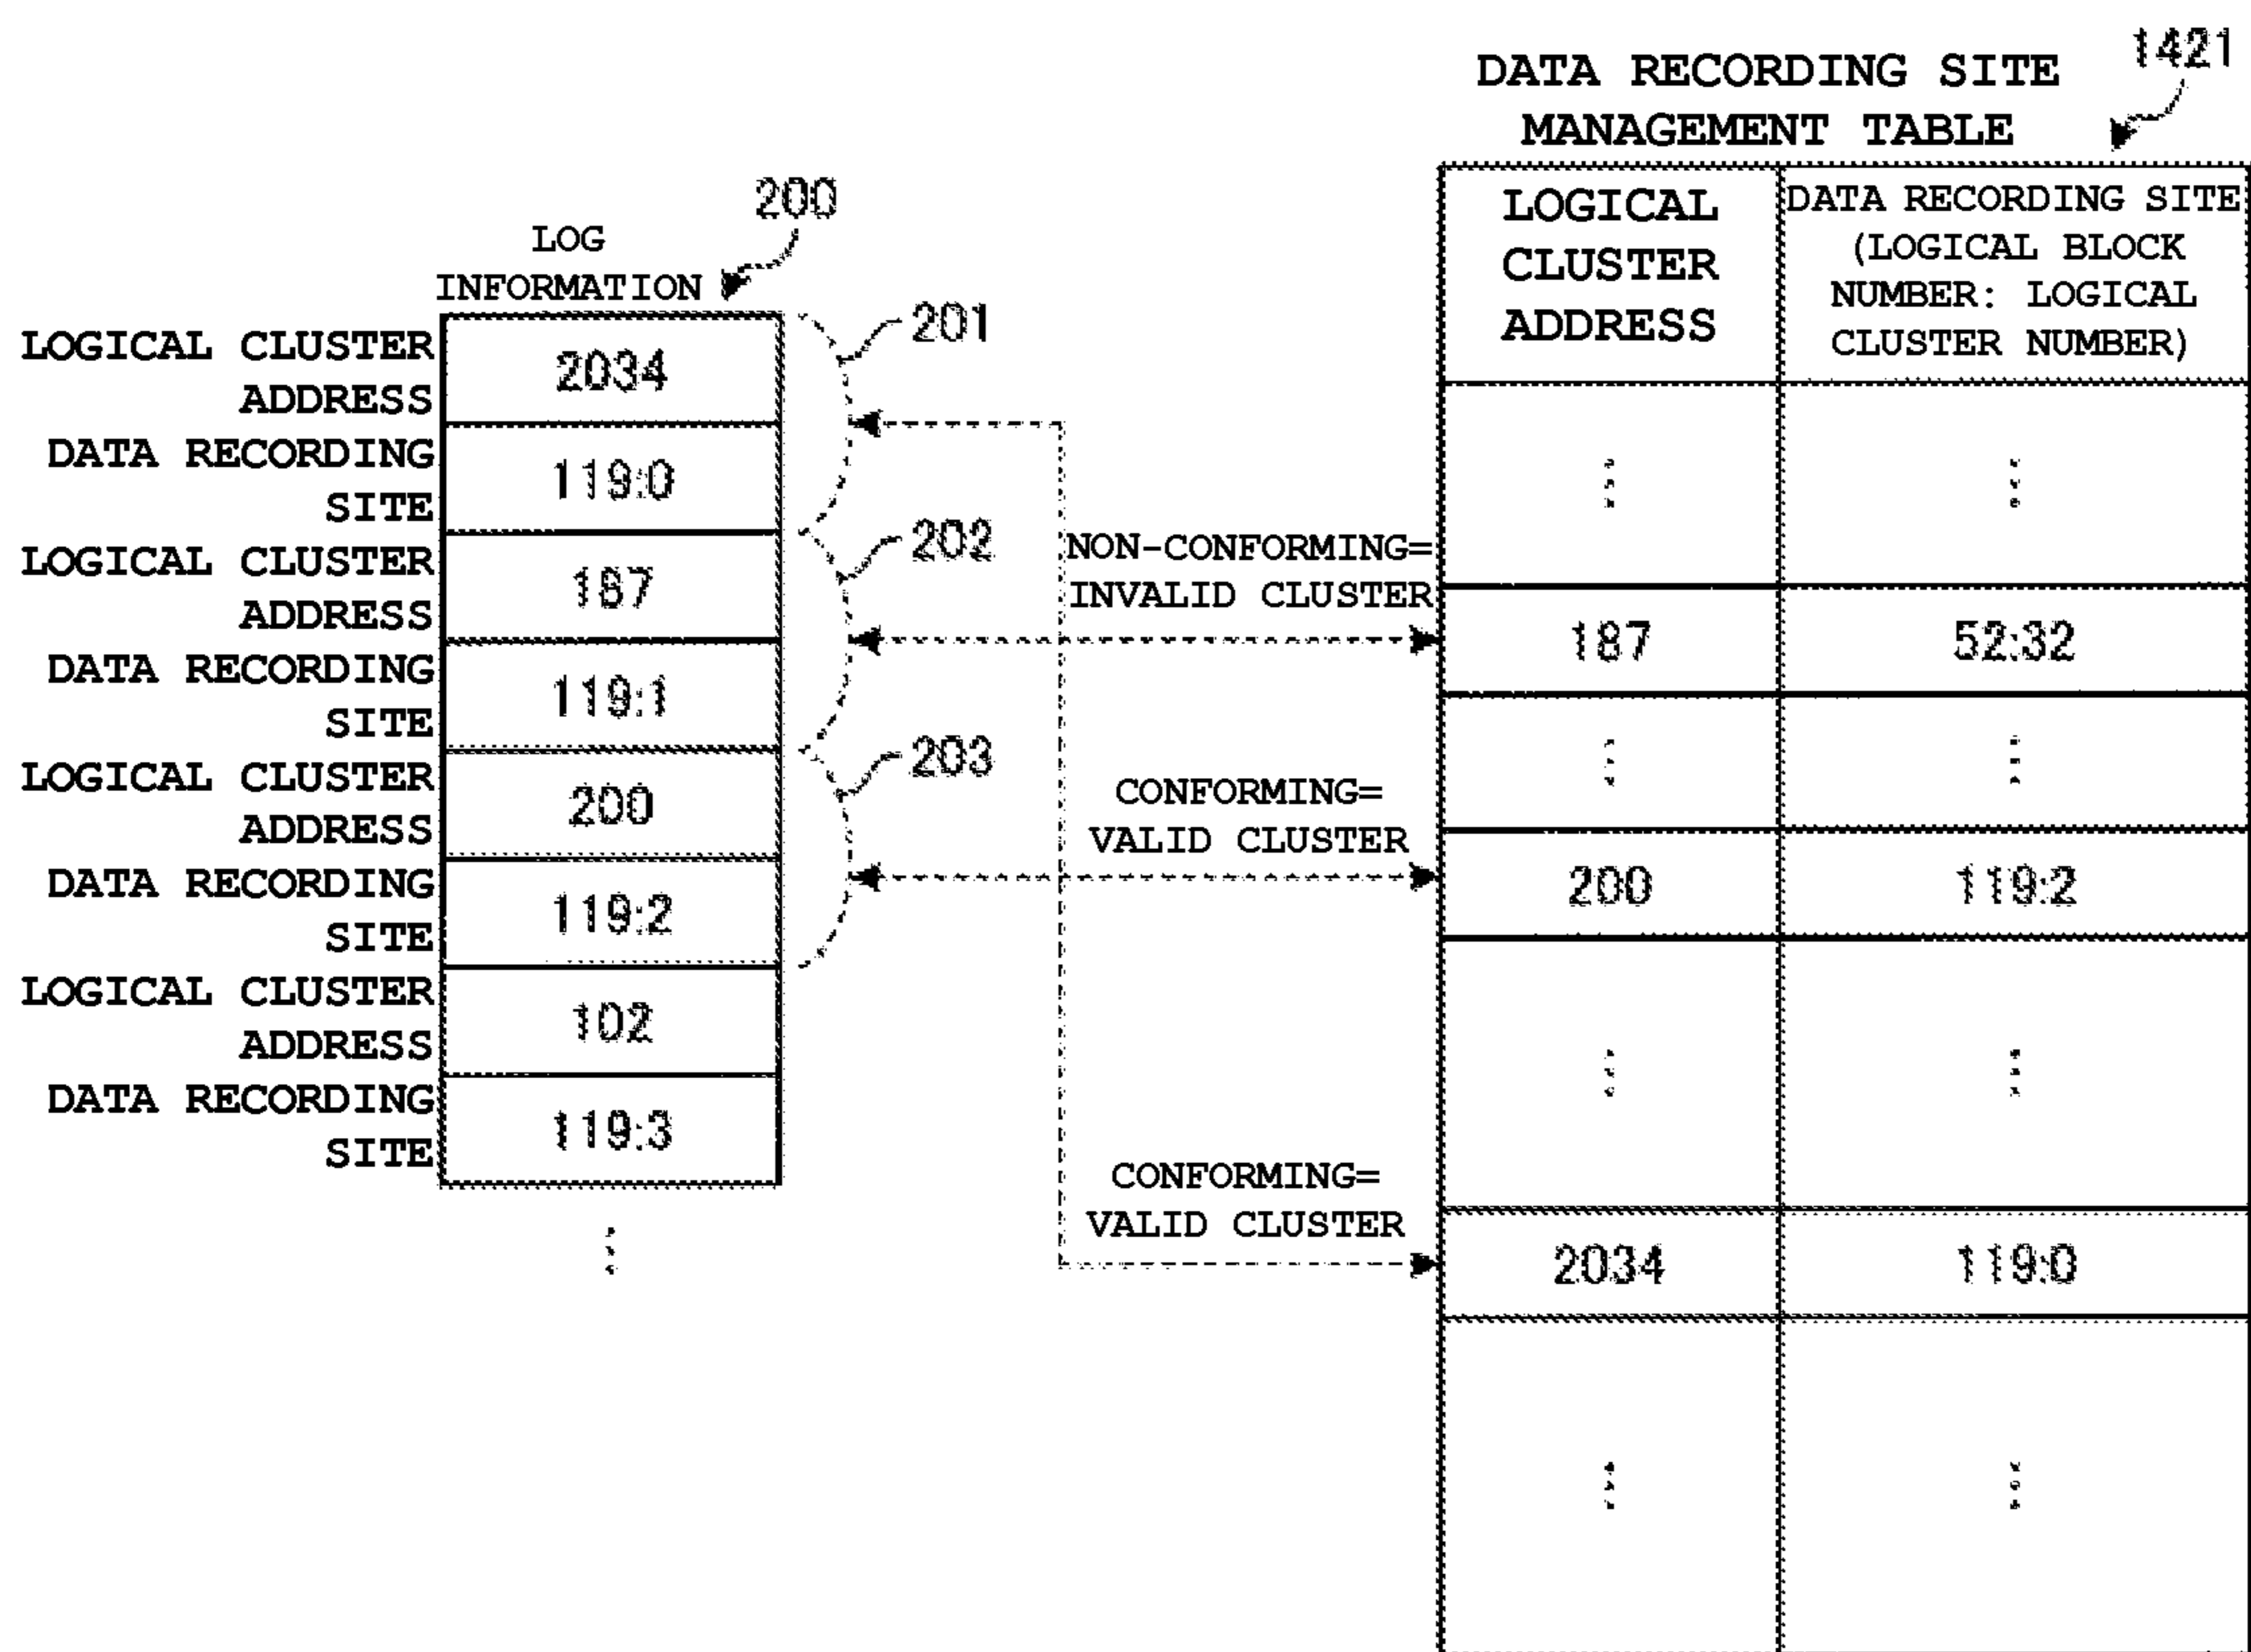 1421
DATA RECORDING SITE
MANAGEMENT TABLE
200
LOG
INFORMATION
201
LOGICAL CLUSTER
ADDRESS
2034
DATA RECORDING
SITE
119:0
202
LOGICAL CLUSTER
ADDRESS
187
DATA RECORDING
SITE
119:1
203
LOGICAL CLUSTER
ADDRESS
200
DATA RECORDING
SITE
119:2
LOGICAL CLUSTER
ADDRESS
102
DATA RECORDING
SITE
119:3
NON-CONFORMING=
INVALID CLUSTER
CONFORMING=
VALID CLUSTER
CONFORMING=
VALID CLUSTER
LOGICAL
CLUSTER
ADDRESS
DATA RECORDING SITE
(LOGICAL BLOCK
NUMBER: LOGICAL
CLUSTER NUMBER)
187
52:32
200
119:2
2034
119:0